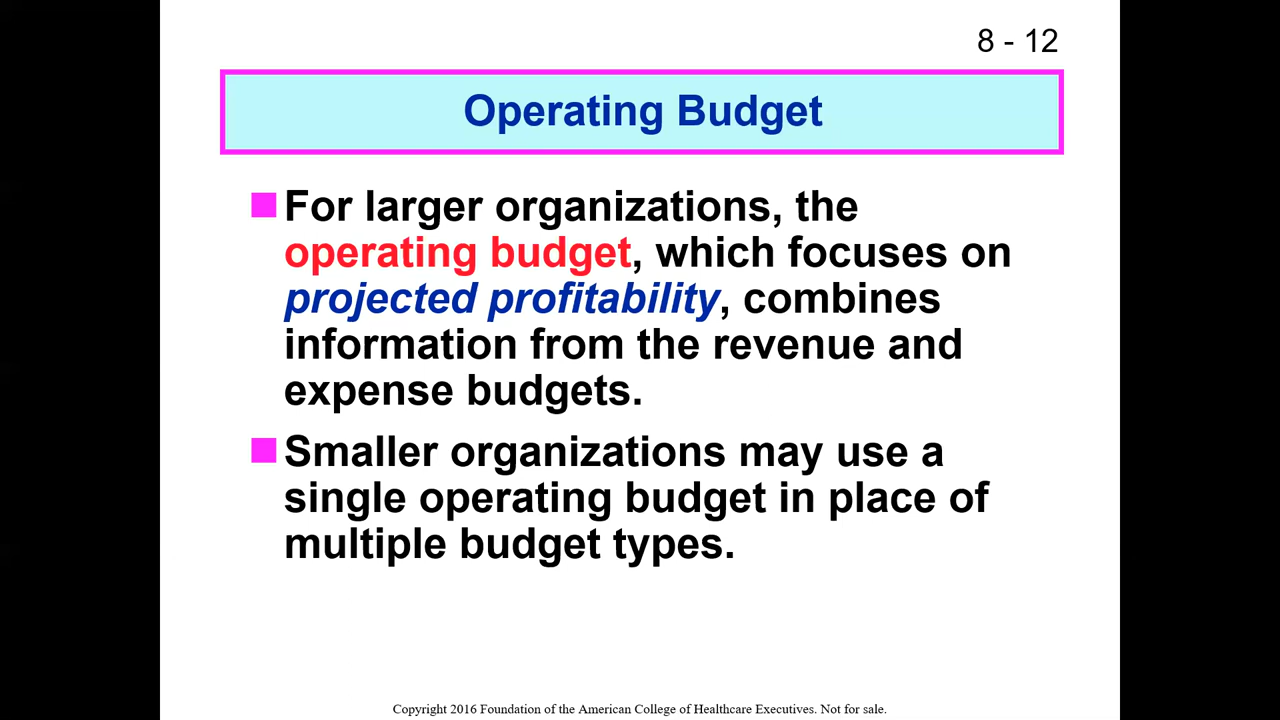 8 - 12
Operating Budget
For larger organizations, the
operating budget, which focuses on
projected profitability, combines
information from the revenue and
expense budgets.
Smaller organizations may use a
single operating budget in place of
multiple budget types.
Copyright 2016 Foundation of the American College of Healthcare Executives. Not for sale.